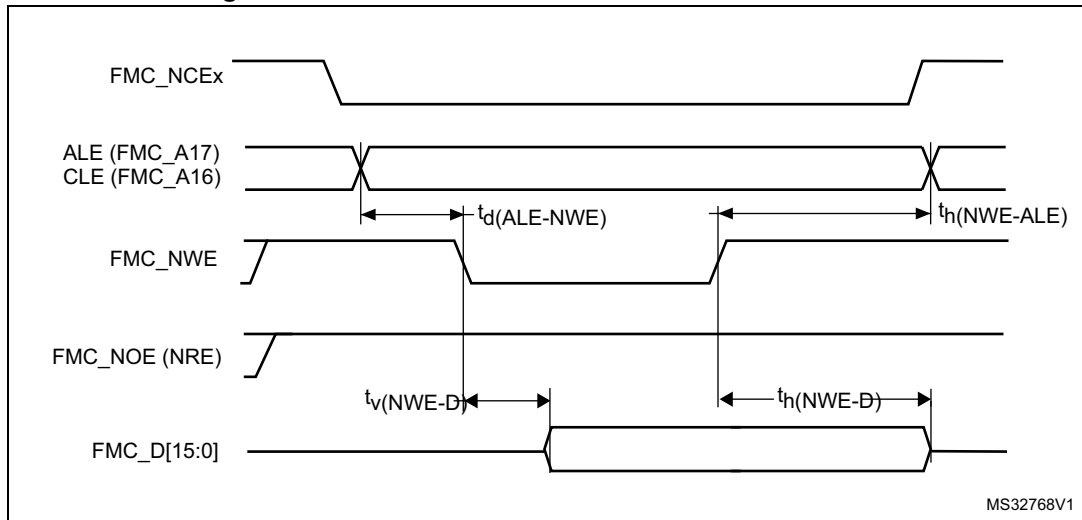 FMC_NCEx
ALE (FMC_A17)
CLE (FMC_A16)
td(ALE-NWE)
th(NWE-ALE)
FMC_NWE
FMC_NOE (NRE)
tv(NWE-D)
th(NWE-D)
FMC_D[15:0]
MS32768V1